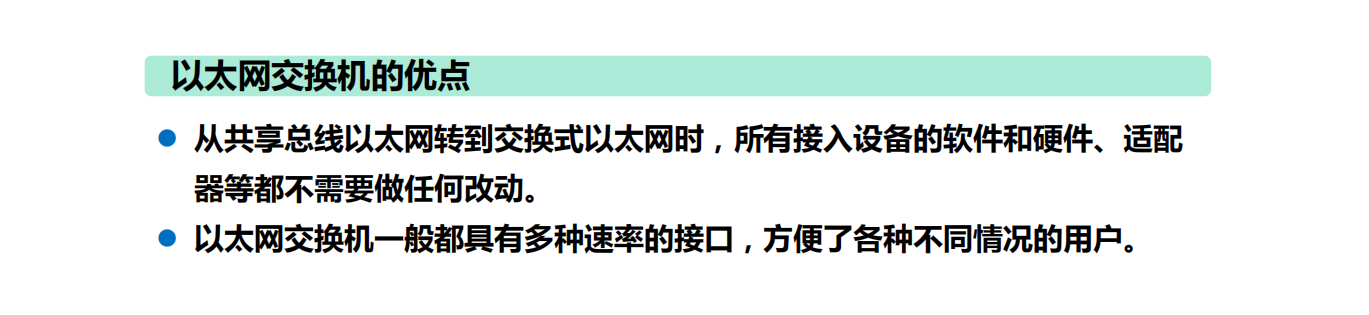 以太网交换机的优点
从共享总线以太网转到交换式以太网时，所有接入设备的软件和硬件、适配
器等都不需要做任何改动。
以太网交换机一般都具有多种速率的接口，方便了各种不同情况的用户。